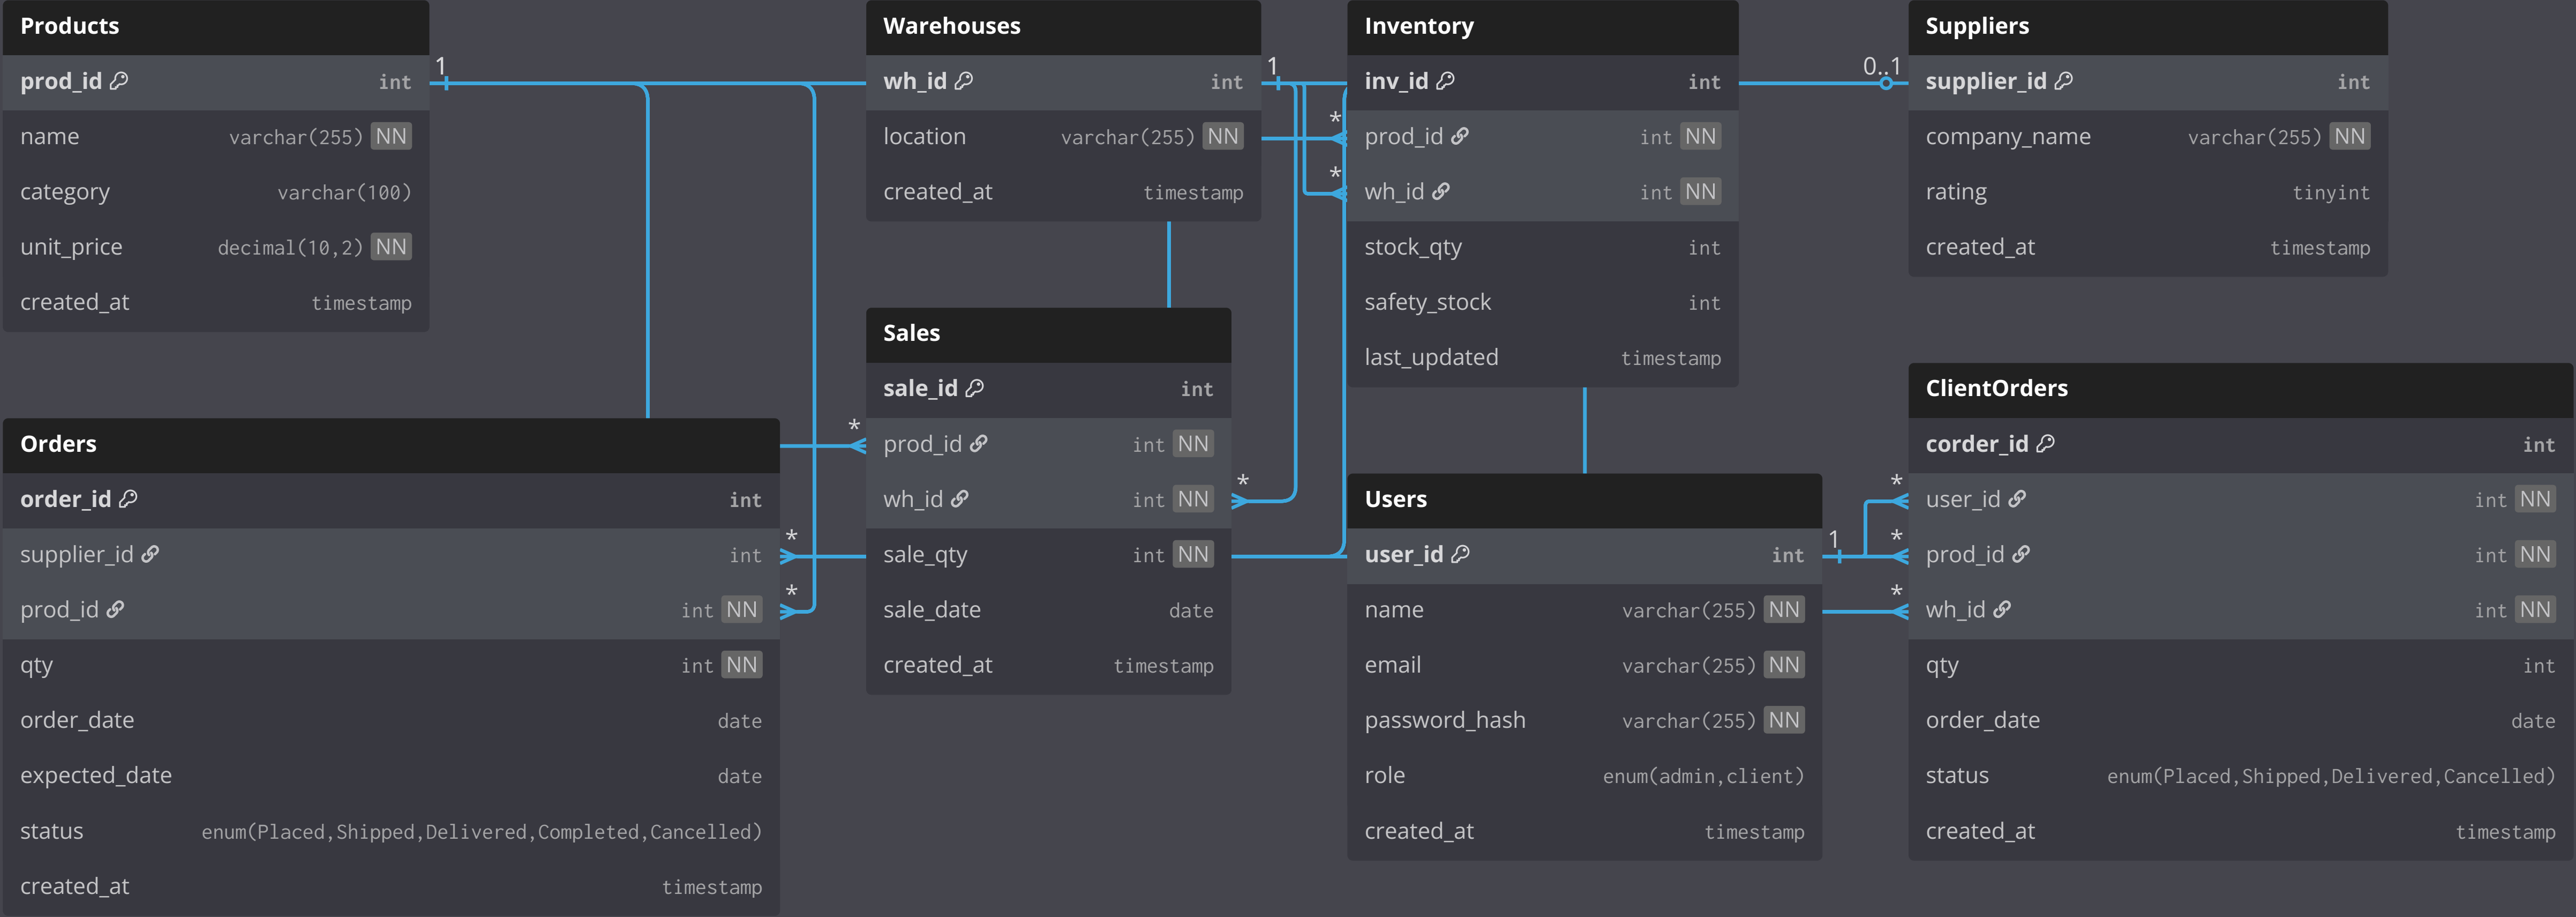 Products
prod_id int
name varchar(255) NN
category varchar(100)
unit_price decimal(10,2) NN
created_at timestamp
1
Warehouses
wh_id int
location varchar(255) NN
created_at timestamp
1
Inventory
inv_id int
* prod_id int NN
* wh_id int NN
stock_qty int
safety_stock int
last_updated timestamp
0..1
Suppliers
supplier_id int
company_name varchar(255) NN
rating tinyint
created_at timestamp
Orders
order_id int
supplier_id int *
prod_id int NN *
qty int NN
order_date date
expected_date date
status enum(Placed,Shipped,Delivered,Completed,Cancelled)
created_at timestamp
Sales
sale_id int
* prod_id int NN
wh_id int NN *
sale_qty int NN
sale_date date
created_at timestamp
Users
user_id int 1
name varchar(255) NN
email varchar(255) NN
password_hash varchar(255) NN
role enum(admin,client)
created_at timestamp
ClientOrders
corder_id int
* user_id int NN
* prod_id int NN
* wh_id int NN
qty int
order_date date
status enum(Placed,Shipped,Delivered,Cancelled)
created_at timestamp